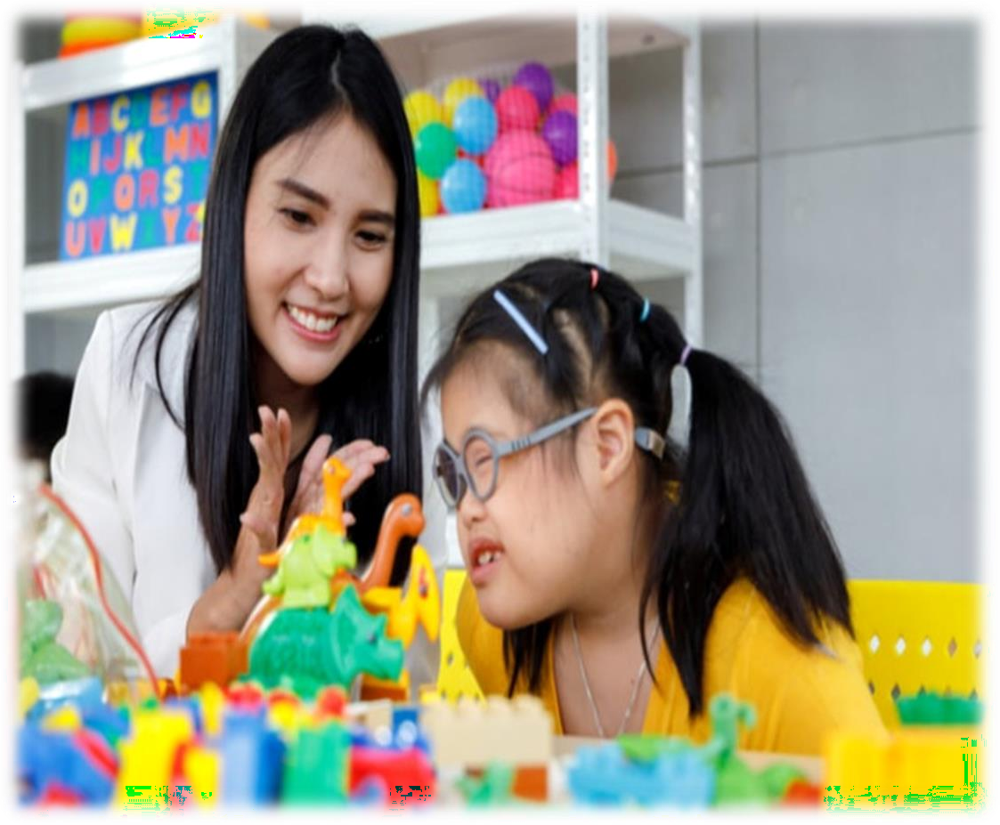 ABCDEFG
HIJKLMN
OPQRST
UVWXYZ